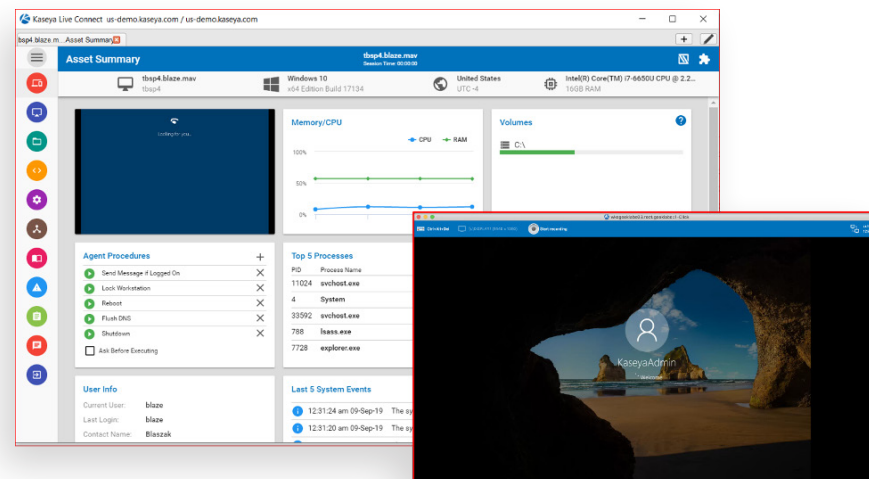 Kaseya Live Connect us-demo.kaseya.com / us-demo.kaseya.com
Asset Summary
Asset Summary
tbsp4.blaze.mav
Session Time: 00:00:00
tbsp4.blaze.mav
tbsp4
Windows 10
x64 Edition Build 17134
United States
UTC -4
Intel(R) Core(TM) i7-6650U CPU @ 2.2...
16GB RAM
Memory/CPU
CPU
RAM
100%
50%
0%
Volumes
C:\
Agent Procedures
Send Message if Logged On
Lock Workstation
Reboot
Flush DNS
Shutdown
Ask Before Executing
Top 5 Processes
PID Process Name
11024 svchost.exe
4 System
33592 svchost.exe
788 lsass.exe
7728 explorer.exe
User Info
Current User: blaze
Last Login: blaze
Contact Name: Blaszak
Last 5 System Events
12:31:24 am 09-Sep-19 The sy
12:31:20 am 09-Sep-19 The sy
Start recording
KaseyaAdmin
Welcome